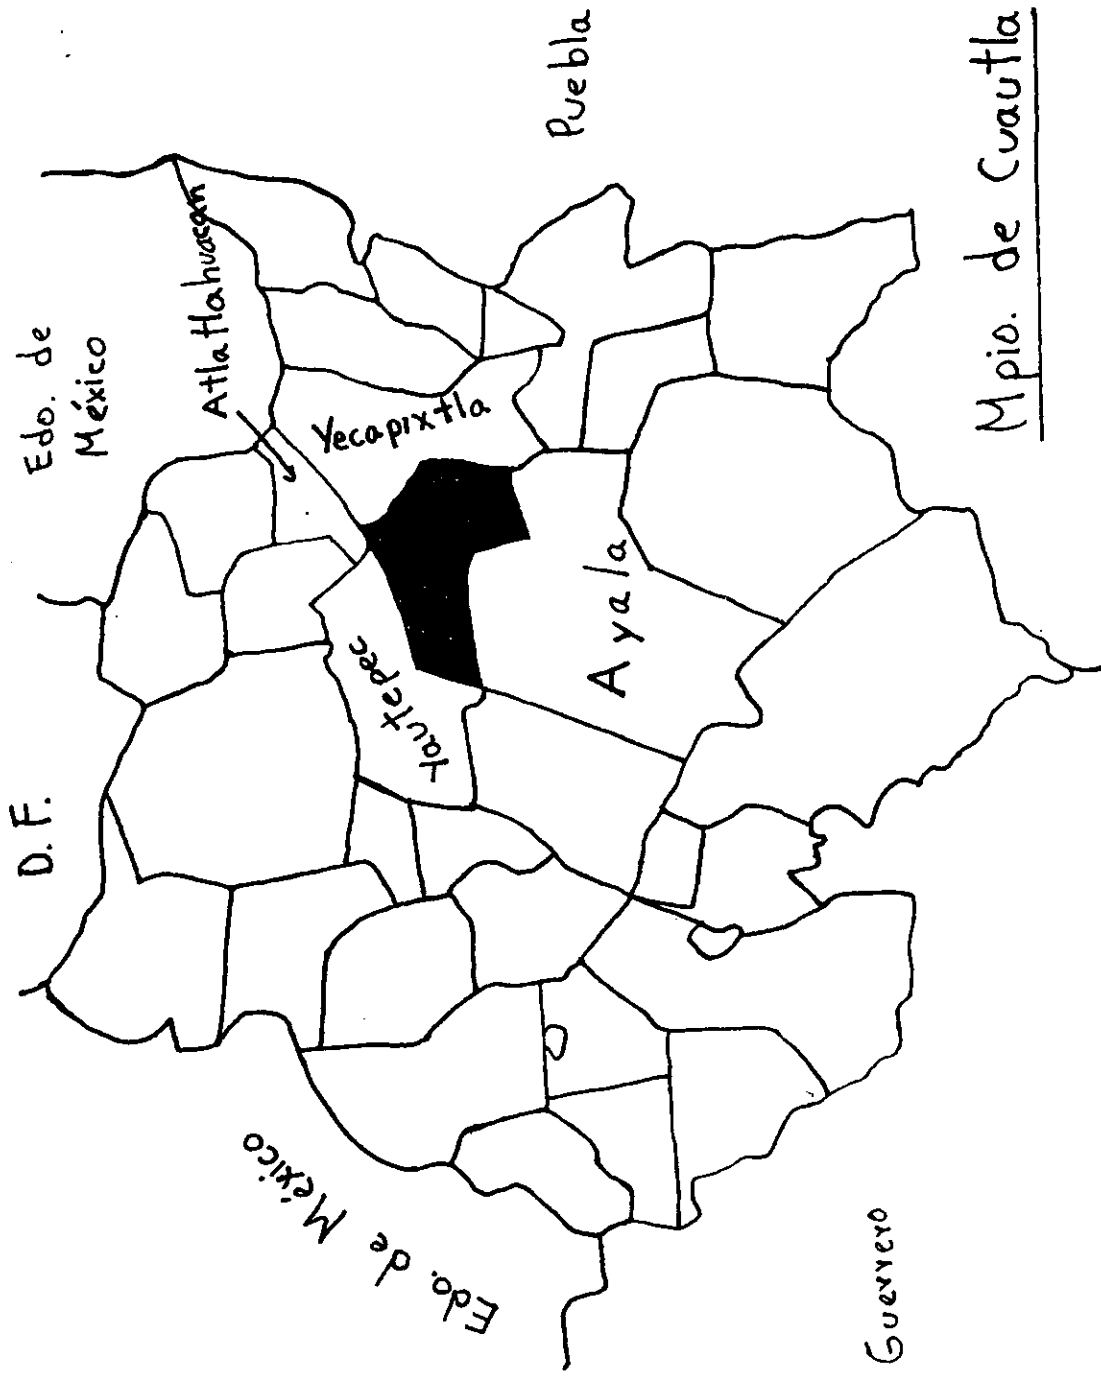 D. F.
Edo. de
México
Atlatlahuacan
Yecapixtla
Yautepec
Ayala
Puebla
Edo. de México
Guerrero
Mpio. de Cuautla